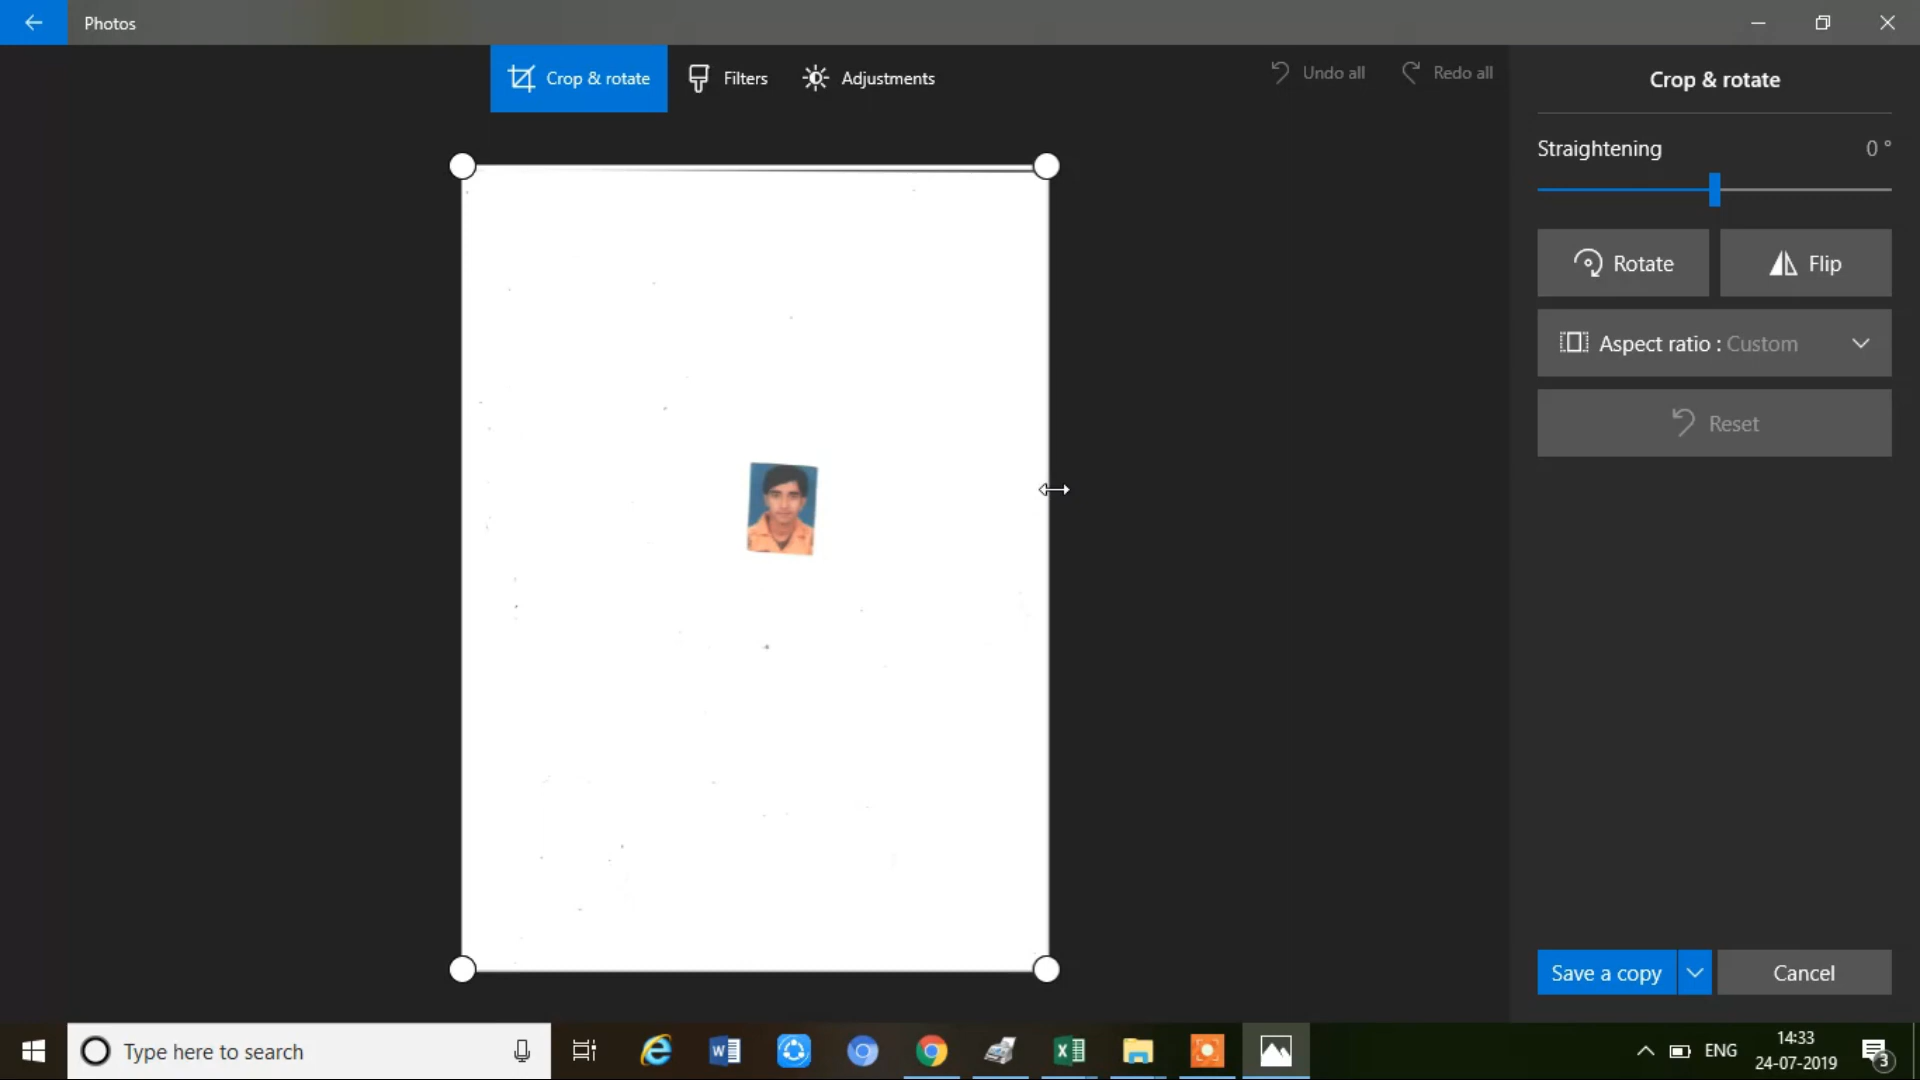 Photos
Crop & rotate
Filters
Adjustments
Undo all
Redo all
Crop & rotate
Straightening
0 °
Rotate
Flip
Aspect ratio : Custom
Reset
Save a copy
Cancel
Type here to search
ENG
14:33
24-07-2019
3